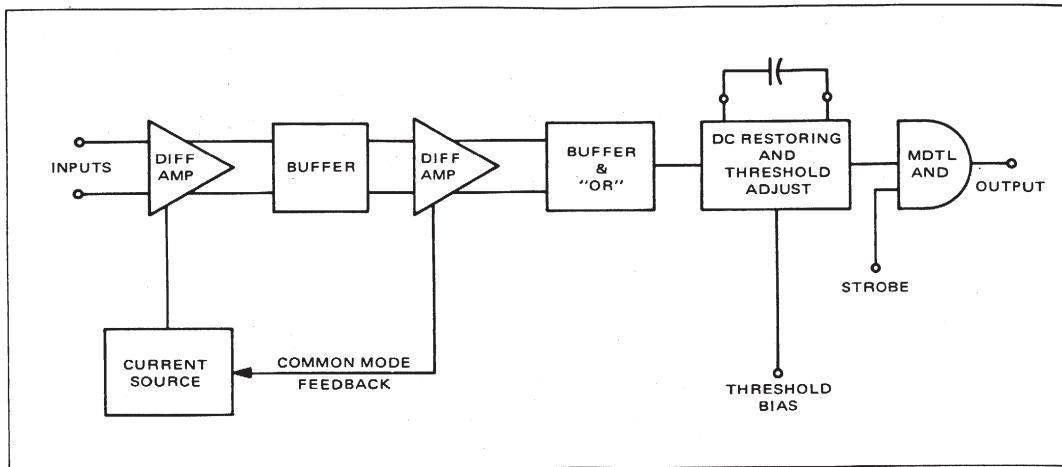 INPUTS
DIFF
AMP
BUFFER
DIFF
AMP
BUFFER
&
"OR"
DC RESTORING
AND
THRESHOLD
ADJUST
MDTL
AND
OUTPUT
STROBE
CURRENT
SOURCE
COMMON MODE
FEEDBACK
THRESHOLD
BIAS